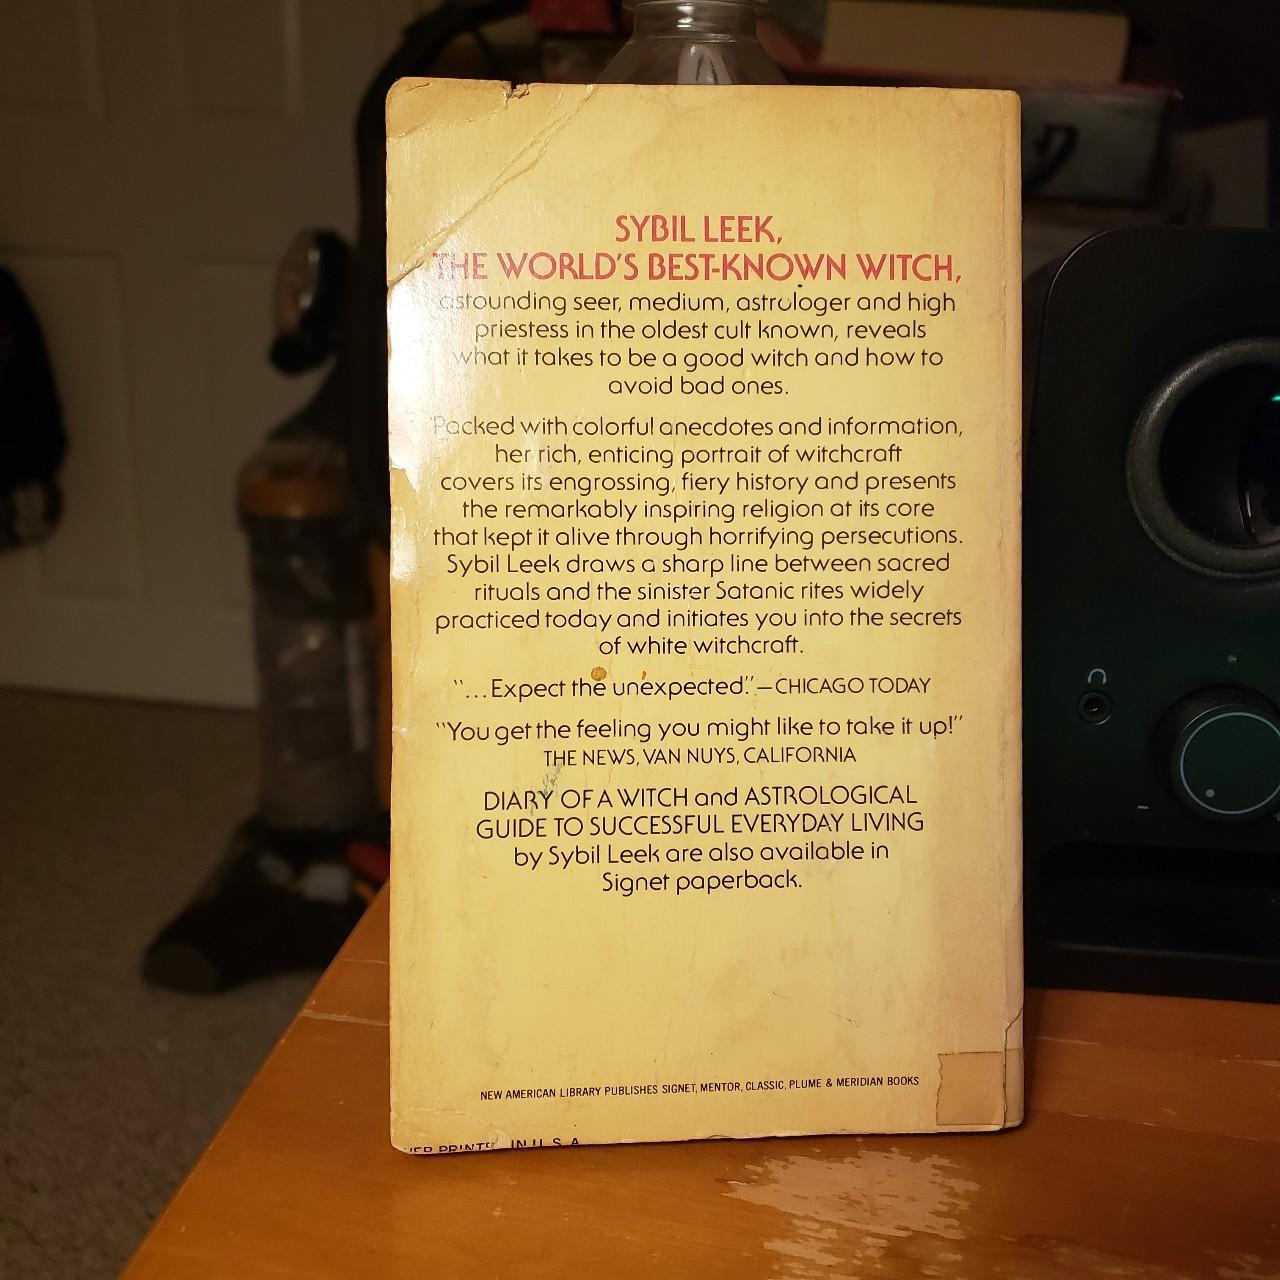 SYBIL LEEK,
THE WORLD'S BEST-KNOWN WITCH,
astounding seer, medium, astrologer and high
priestess in the oldest cult known, reveals
what it takes to be a good witch and how to
avoid bad ones.
Packed with colorful anecdotes and information,
her rich, enticing portrait of witchcraft
covers its engrossing, fiery history and presents
the remarkably inspiring religion at its core
that kept it alive through horrifying persecutions.
Sybil Leek draws a sharp line between sacred
rituals and the sinister Satanic rites widely
practiced today and initiates you into the secrets
of white witchcraft.
"...Expect the unexpected."—CHICAGO TODAY
"You get the feeling you might like to take it up!"
THE NEWS, VAN NUYS, CALIFORNIA
DIARY OF A WITCH and ASTROLOGICAL
GUIDE TO SUCCESSFUL EVERYDAY LIVING
by Sybil Leek are also available in
Signet paperback.
NEW AMERICAN LIBRARY PUBLISHES SIGNET, MENTOR, CLASSIC, PLUME & MERIDIAN BOOKS
IN U.S.A.